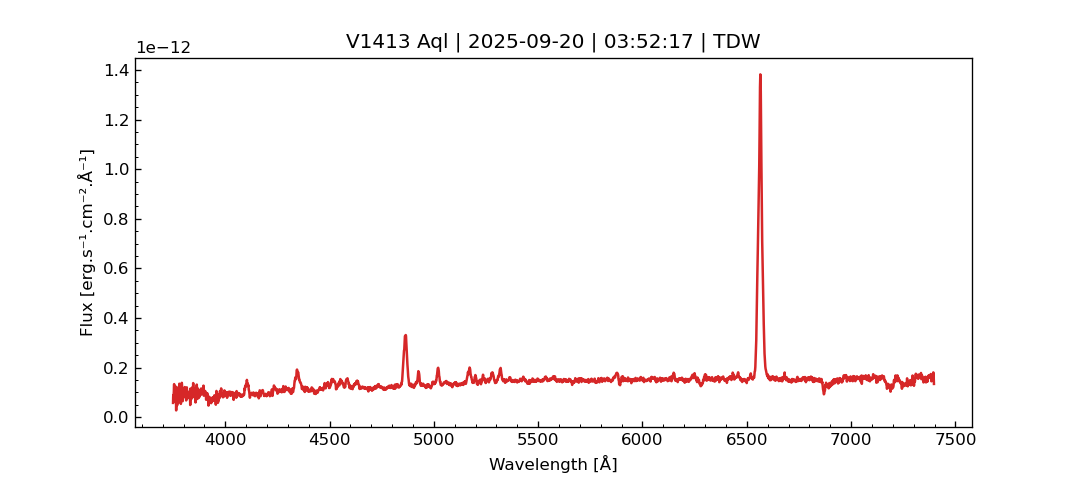 V1413 Aql | 2025-09-20 | 03:52:17 | TDW
1e−12
1.4
1.2
1.0
0.8
0.6
0.4
0.2
0.0
Flux [erg.s⁻¹.cm⁻².Å⁻¹]
4000 4500 5000 5500 6000 6500 7000 7500
Wavelength [Å]